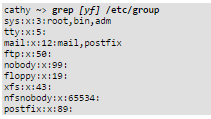 cathy ~> grep [yf] /etc/group
sys:x:3:root,bin,adm
tty:x:5:
mail:x:12:mail,postfix
ftp:x:50:
nobody:x:99:
floppy:x:19:
xfs:x:43:
nfsnobody:x:65534:
postfix:x:89: